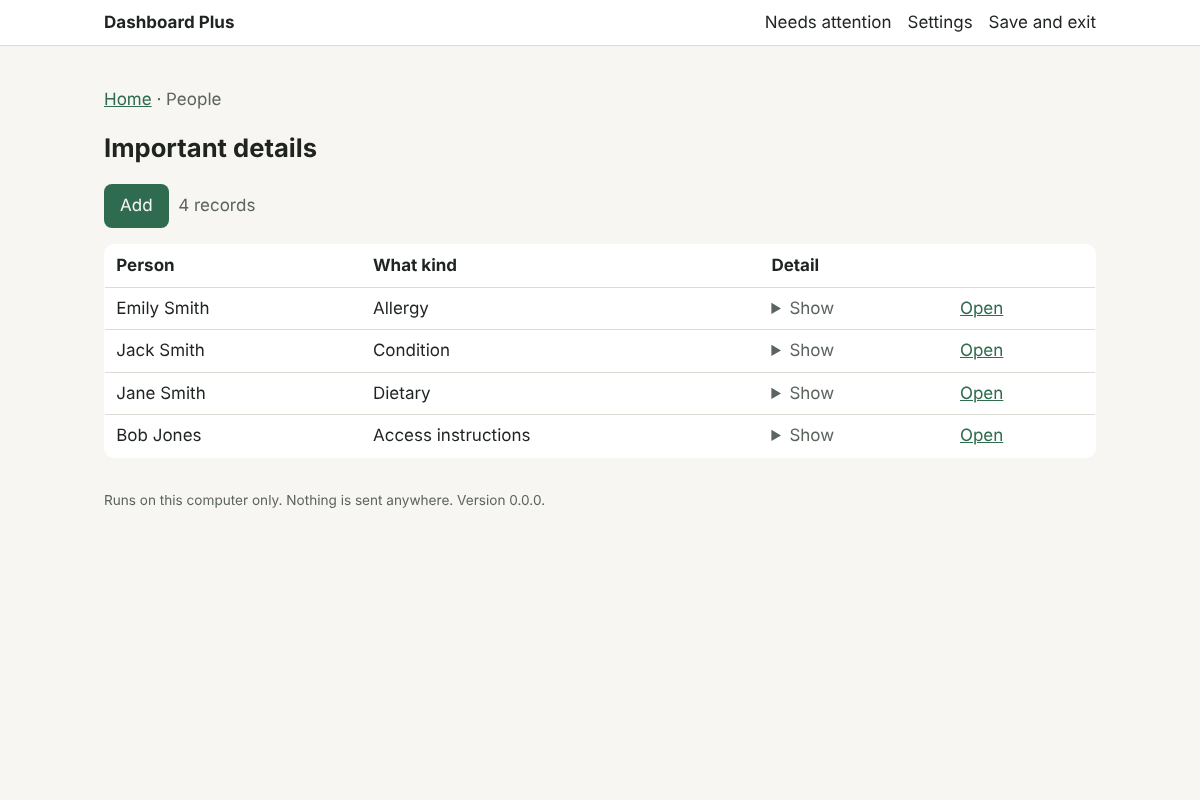 Dashboard Plus Needs attention Settings Save and exit
Home · People
Important details
Add 4 records
Person What kind Detail
Emily Smith Allergy Show Open
Jack Smith Condition Show Open
Jane Smith Dietary Show Open
Bob Jones Access instructions Show Open
Runs on this computer only. Nothing is sent anywhere. Version 0.0.0.